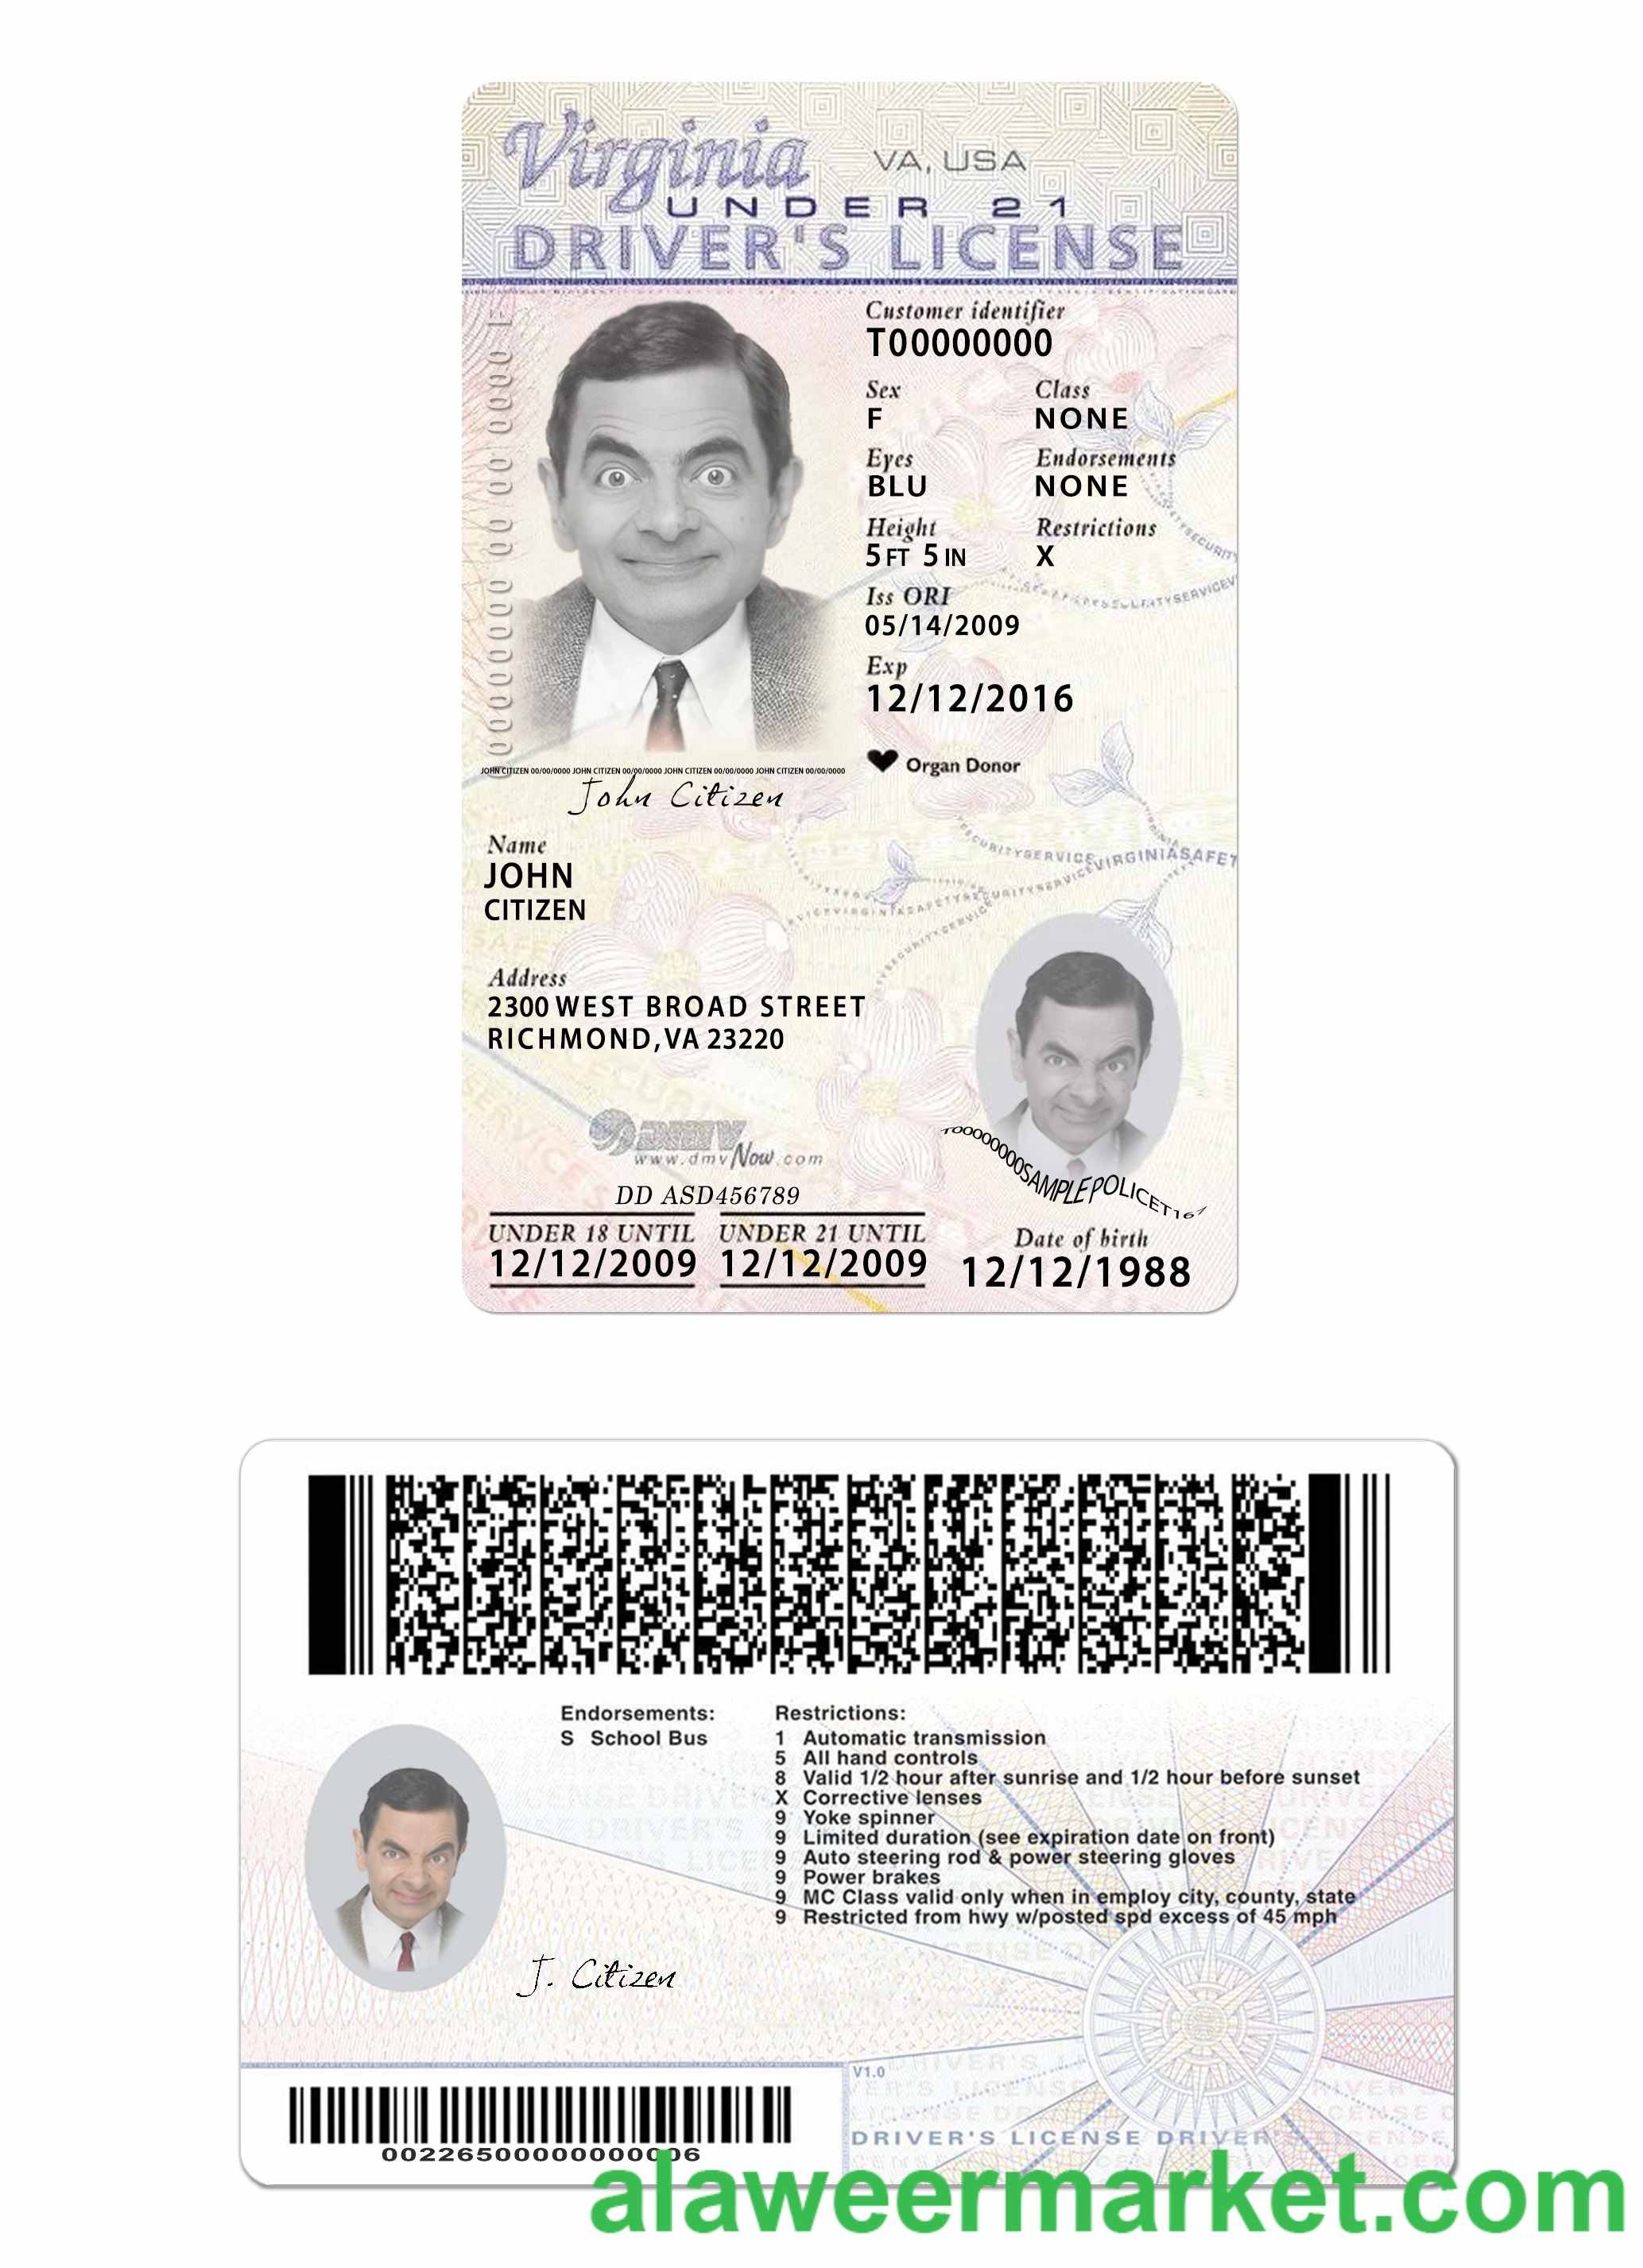 Virginia VA, USA
UNDER 21
DRIVER'S LICENSE
Customer identifier
T00000000
Sex Class
F NONE
Eyes Endorsements
BLU NONE
Height Restrictions
5 FT 5 IN X
Iss ORI
05/14/2009
Exp
12/12/2016
Organ Donor
JOHN CITIZEN 00/00/0000 JOHN CITIZEN 00/00/0000 JOHN CITIZEN 00/00/0000 JOHN CITIZEN 00/00/0000
John Citizen
Name
JOHN
CITIZEN
Address
2300 WEST BROAD STREET
RICHMOND, VA 23220
DMV
www.dmvNow.com
DD ASD456789
UNDER 18 UNTIL UNDER 21 UNTIL
12/12/2009 12/12/2009
Date of birth
12/12/1988
Endorsements:
S School Bus
Restrictions:
1 Automatic transmission
5 All hand controls
8 Valid 1/2 hour after sunrise and 1/2 hour before sunset
X Corrective lenses
9 Yoke spinner
9 Limited duration (see expiration date on front)
9 Auto steering rod & power steering gloves
9 Power brakes
9 MC Class valid only when in employ city, county, state
9 Restricted from hwy w/posted spd excess of 45 mph
J. Citizen
V1.0
DRIVER'S LICENSE DRIVER'
00226500000000006
alaweermarket.com